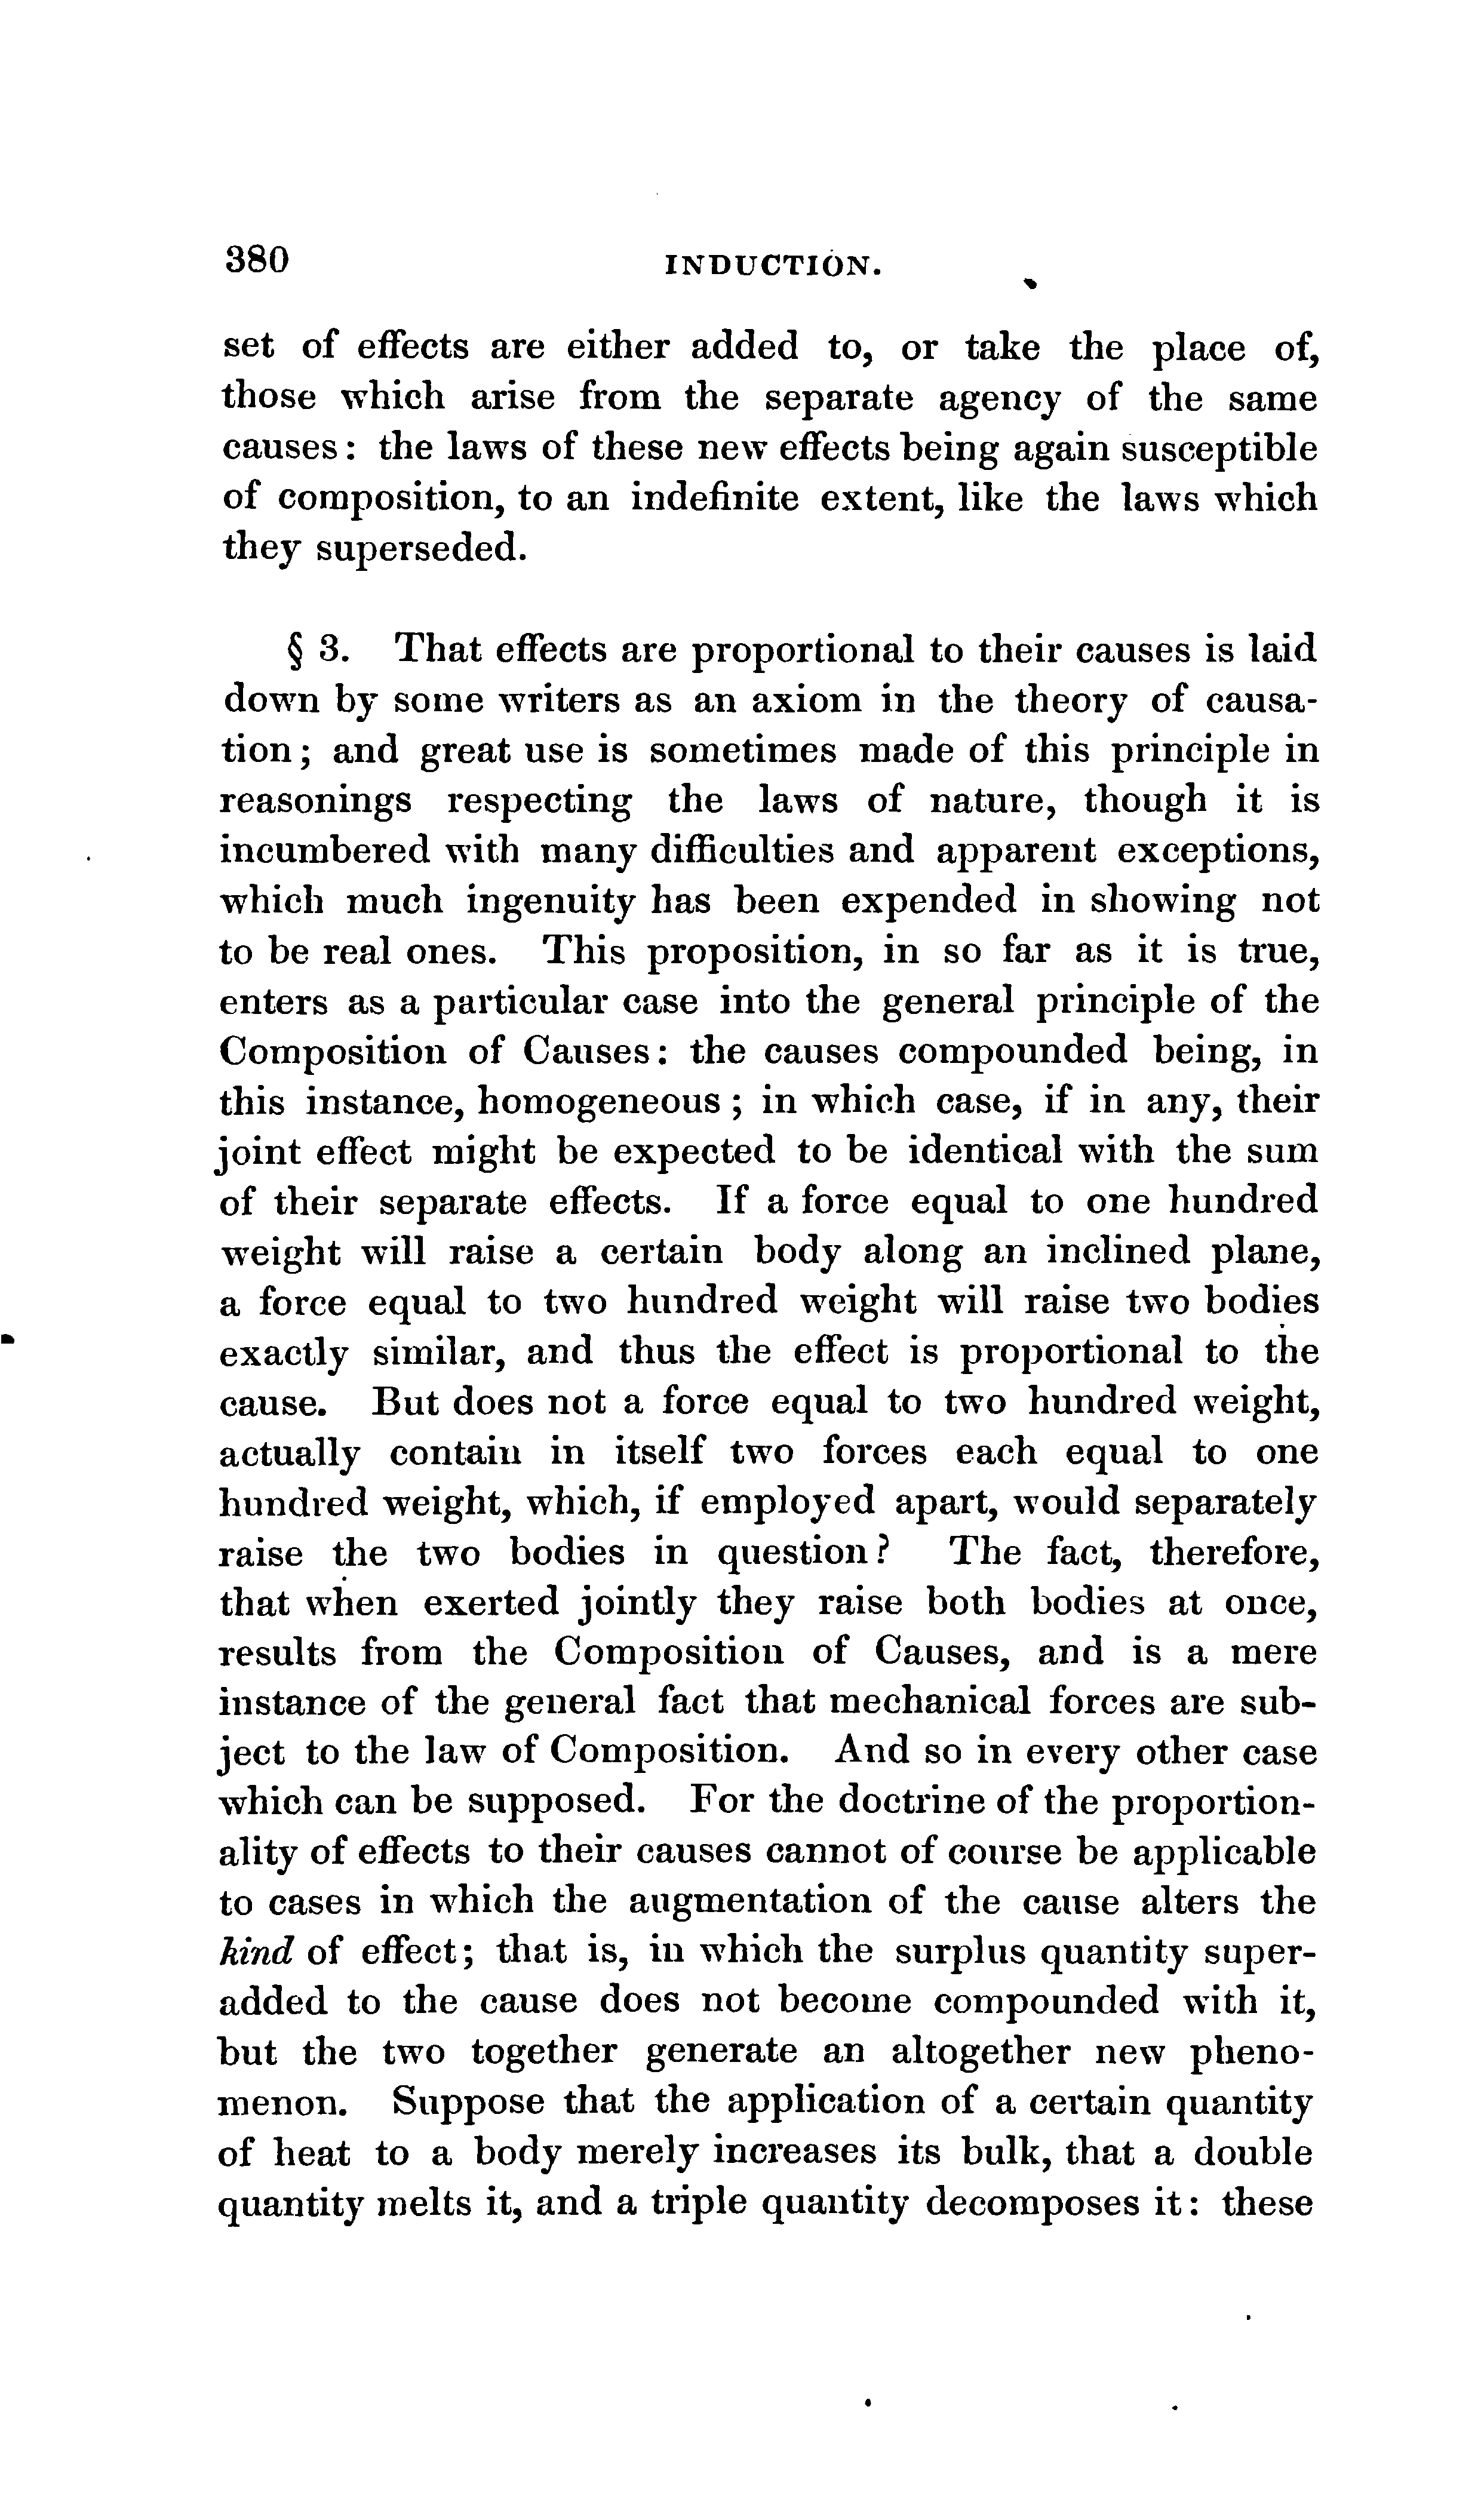 380 INDUCTION.
set of effects are either added to, or take the place of,
those which arise from the separate agency of the same
causes: the laws of these new effects being again susceptible
of composition, to an indefinite extent, like the laws which
they superseded.
§ 3. That effects are proportional to their causes is laid
down by some writers as an axiom in the theory of causa-
tion; and great use is sometimes made of this principle in
reasonings respecting the laws of nature, though it is
incumbered with many difficulties and apparent exceptions,
which much ingenuity has been expended in showing not
to be real ones. This proposition, in so far as it is true,
enters as a particular case into the general principle of the
Composition of Causes: the causes compounded being, in
this instance, homogeneous; in which case, if in any, their
joint effect might be expected to be identical with the sum
of their separate effects. If a force equal to one hundred
weight will raise a certain body along an inclined plane,
a force equal to two hundred weight will raise two bodies
exactly similar, and thus the effect is proportional to the
cause. But does not a force equal to two hundred weight,
actually contain in itself two forces each equal to one
hundred weight, which, if employed apart, would separately
raise the two bodies in question? The fact, therefore,
that when exerted jointly they raise both bodies at once,
results from the Composition of Causes, and is a mere
instance of the general fact that mechanical forces are sub-
ject to the law of Composition. And so in every other case
which can be supposed. For the doctrine of the proportion-
ality of effects to their causes cannot of course be applicable
to cases in which the augmentation of the cause alters the
kind of effect; that is, in which the surplus quantity super-
added to the cause does not become compounded with it,
but the two together generate an altogether new pheno-
menon. Suppose that the application of a certain quantity
of heat to a body merely increases its bulk, that a double
quantity melts it, and a triple quantity decomposes it: these